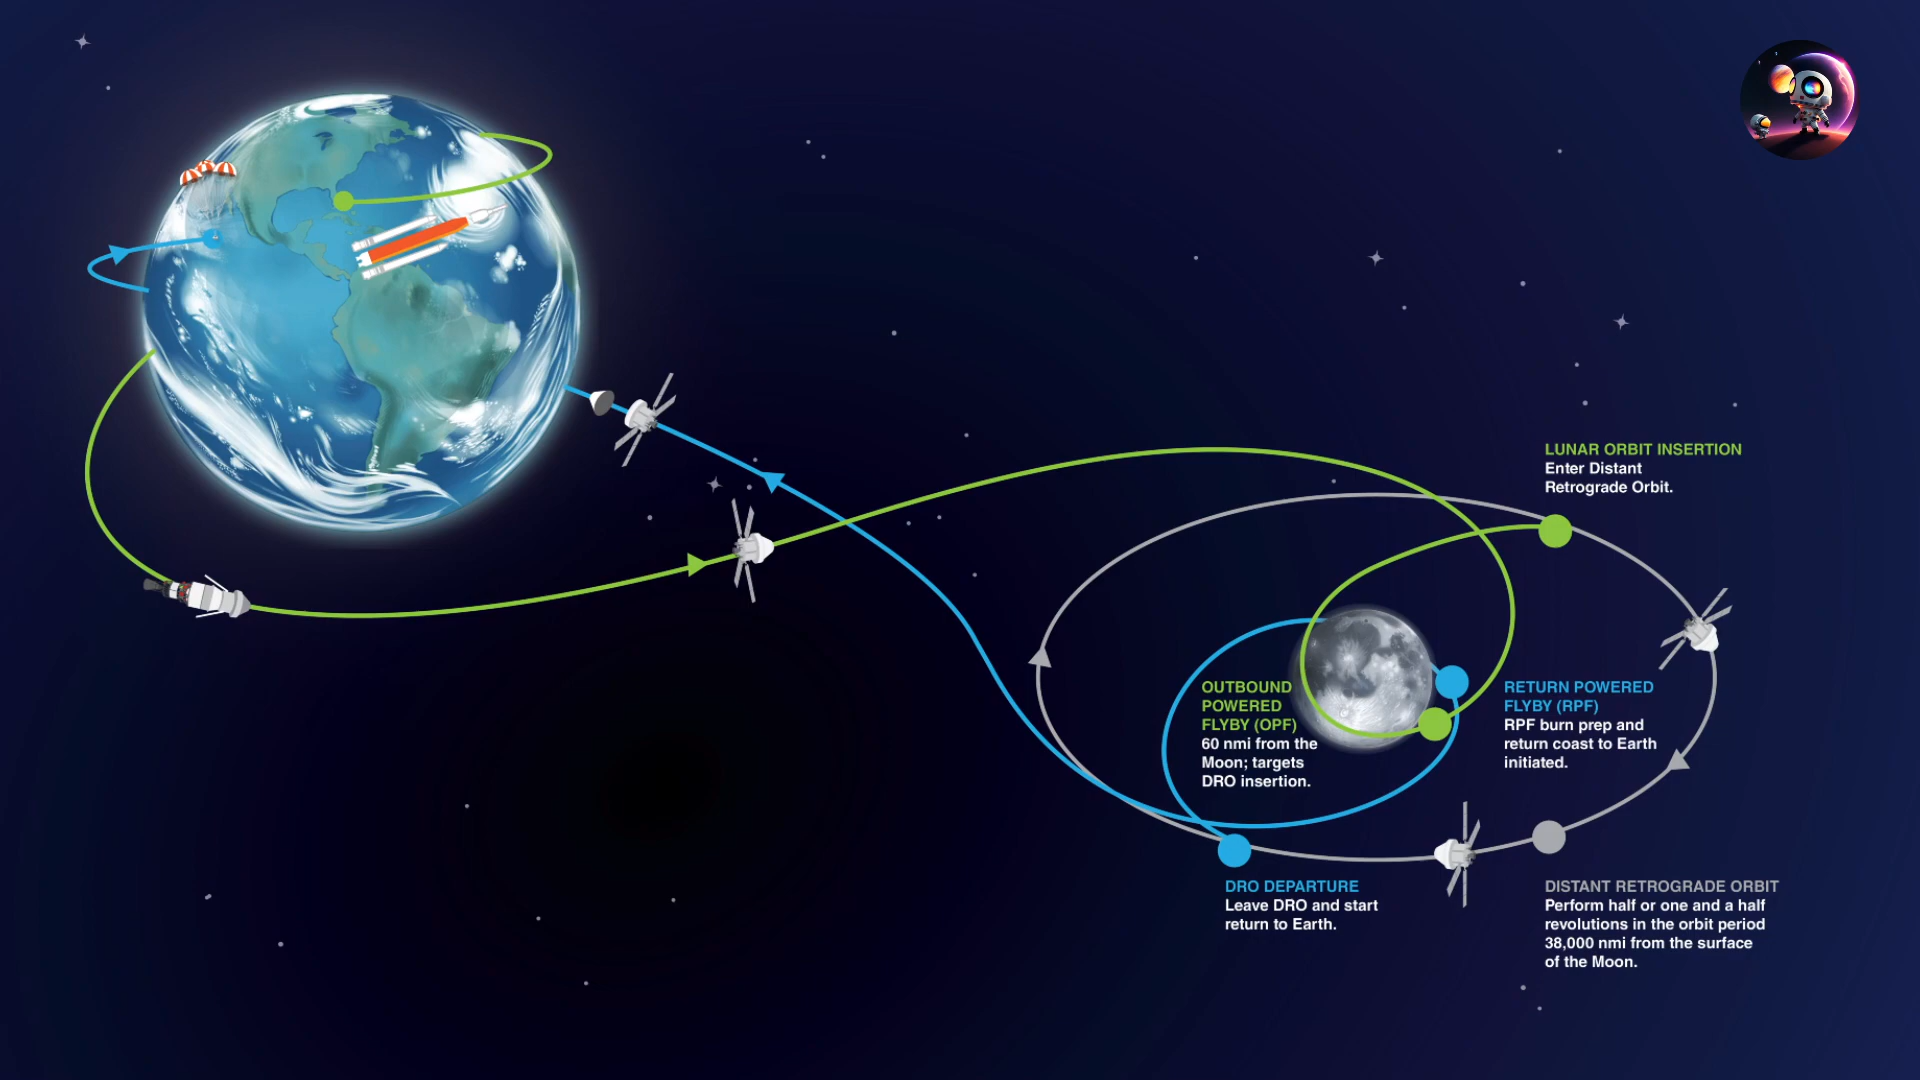 LUNAR ORBIT INSERTION
Enter Distant
Retrograde Orbit.
OUTBOUND
POWERED
FLYBY (OPF)
60 nmi from the
Moon; targets
DRO insertion.
RETURN POWERED
FLYBY (RPF)
RPF burn prep and
return coast to Earth
initiated.
DRO DEPARTURE
Leave DRO and start
return to Earth.
DISTANT RETROGRADE ORBIT
Perform half or one and a half
revolutions in the orbit period
38,000 nmi from the surface
of the Moon.